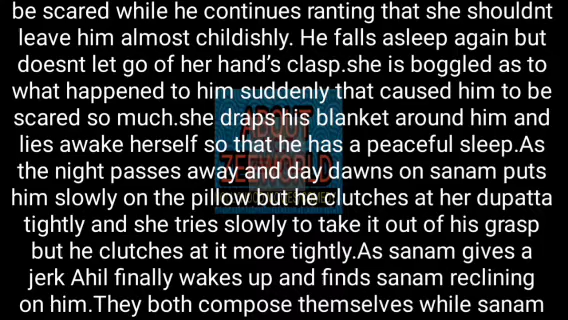 be scared while he continues ranting that she shouldnt
leave him almost childishly. He falls asleep again but
doesnt let go of her hand’s clasp.she is boggled as to
what happened to him suddenly that caused him to be
scared so much.she draps his blanket around him and
lies awake herself so that he has a peaceful sleep.As
the night passes away and day dawns on sanam puts
him slowly on the pillow but he clutches at her dupatta
tightly and she tries slowly to take it out of his grasp
but he clutches at it more tightly.As sanam gives a
jerk Ahil finally wakes up and finds sanam reclining
on him.They both compose themselves while sanam
ABOUT
ZEEWORLD